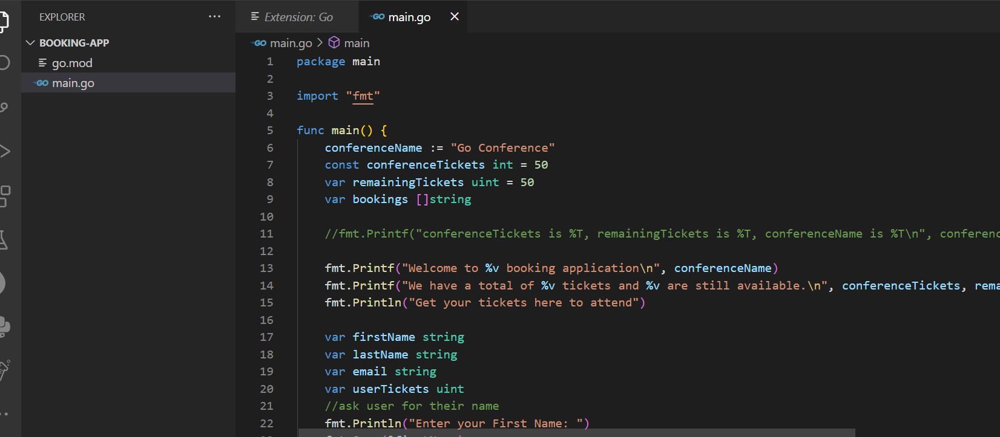 EXPLORER
BOOKING-APP
go.mod
GO main.go
Extension: Go
GO main.go
GO main.go > main
1 package main
2
3 import "fmt"
4
5 func main() {
6 conferenceName := "Go Conference"
7 const conferenceTickets int = 50
8 var remainingTickets uint = 50
9 var bookings []string
10
11 //fmt.Printf("conferenceTickets is %T, remainingTickets is %T, conferenceName is %T\n", conferenc
12
13 fmt.Printf("Welcome to %v booking application\n", conferenceName)
14 fmt.Printf("We have a total of %v tickets and %v are still available.\n", conferenceTickets, rema
15 fmt.Println("Get your tickets here to attend")
16
17 var firstName string
18 var lastName string
19 var email string
20 var userTickets uint
21 //ask user for their name
22 fmt.Println("Enter your First Name: ")